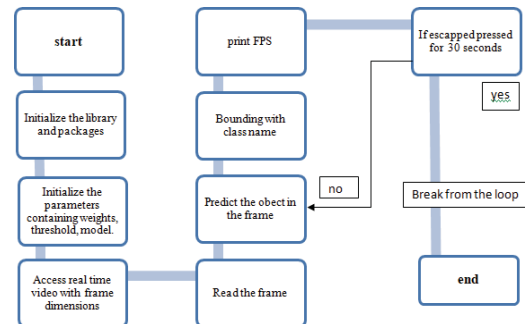 start
Initialize the library
and packages
Initialize the
parameters
containing weights,
threshold, model.
Access real time
video with frame
dimensions
Read the frame
Predict the obect in
the frame
Bounding with
class name
print FPS
If escapped pressed
for 30 seconds
no
yes
Break from the loop
end